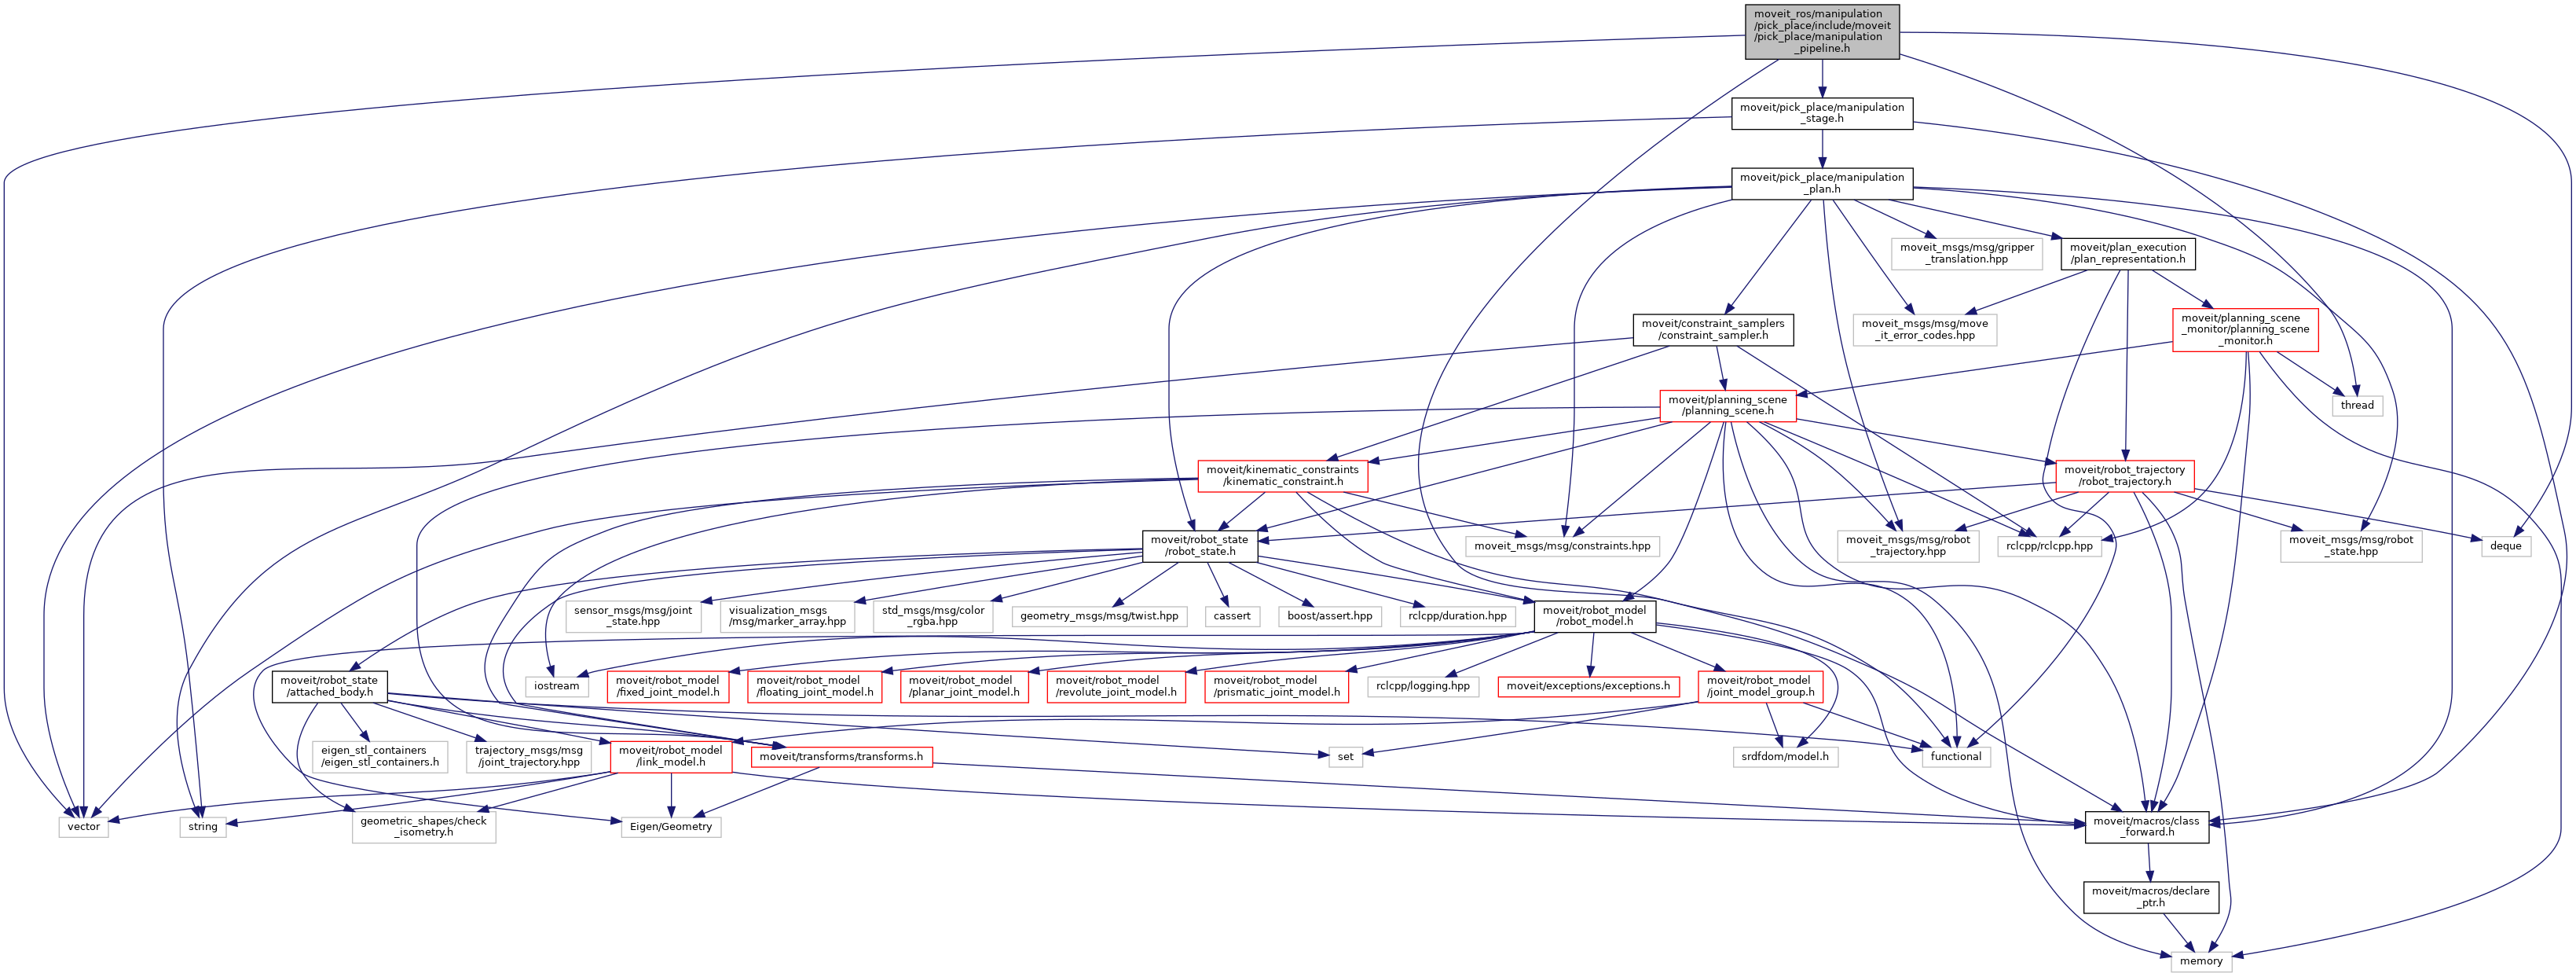 moveit_ros/manipulation
/pick_place/include/moveit
/pick_place/manipulation
_pipeline.h
moveit/pick_place/manipulation
_stage.h
moveit/pick_place/manipulation
_plan.h
moveit_msgs/msg/gripper
_translation.hpp
moveit/plan_execution
/plan_representation.h
moveit/constraint_samplers
/constraint_sampler.h
moveit_msgs/msg/move
_it_error_codes.hpp
moveit/planning_scene
_monitor/planning_scene
_monitor.h
moveit/planning_scene
/planning_scene.h
thread
moveit/kinematic_constraints
/kinematic_constraint.h
moveit/robot_trajectory
/robot_trajectory.h
moveit/robot_state
/robot_state.h
moveit_msgs/msg/constraints.hpp
moveit_msgs/msg/robot
_trajectory.hpp
rclcpp/rclcpp.hpp
moveit_msgs/msg/robot
_state.hpp
deque
sensor_msgs/msg/joint
_state.hpp
visualization_msgs
/msg/marker_array.hpp
std_msgs/msg/color
_rgba.hpp
geometry_msgs/msg/twist.hpp
cassert
boost/assert.hpp
rclcpp/duration.hpp
moveit/robot_model
/robot_model.h
moveit/robot_state
/attached_body.h
iostream
moveit/robot_model
/fixed_joint_model.h
moveit/robot_model
/floating_joint_model.h
moveit/robot_model
/planar_joint_model.h
moveit/robot_model
/revolute_joint_model.h
moveit/robot_model
/prismatic_joint_model.h
rclcpp/logging.hpp
moveit/exceptions/exceptions.h
moveit/robot_model
/joint_model_group.h
eigen_stl_containers
/eigen_stl_containers.h
trajectory_msgs/msg
/joint_trajectory.hpp
moveit/robot_model
/link_model.h
moveit/transforms/transforms.h
set
srdfdom/model.h
functional
vector
string
geometric_shapes/check
_isometry.h
Eigen/Geometry
moveit/macros/class
_forward.h
moveit/macros/declare
_ptr.h
memory